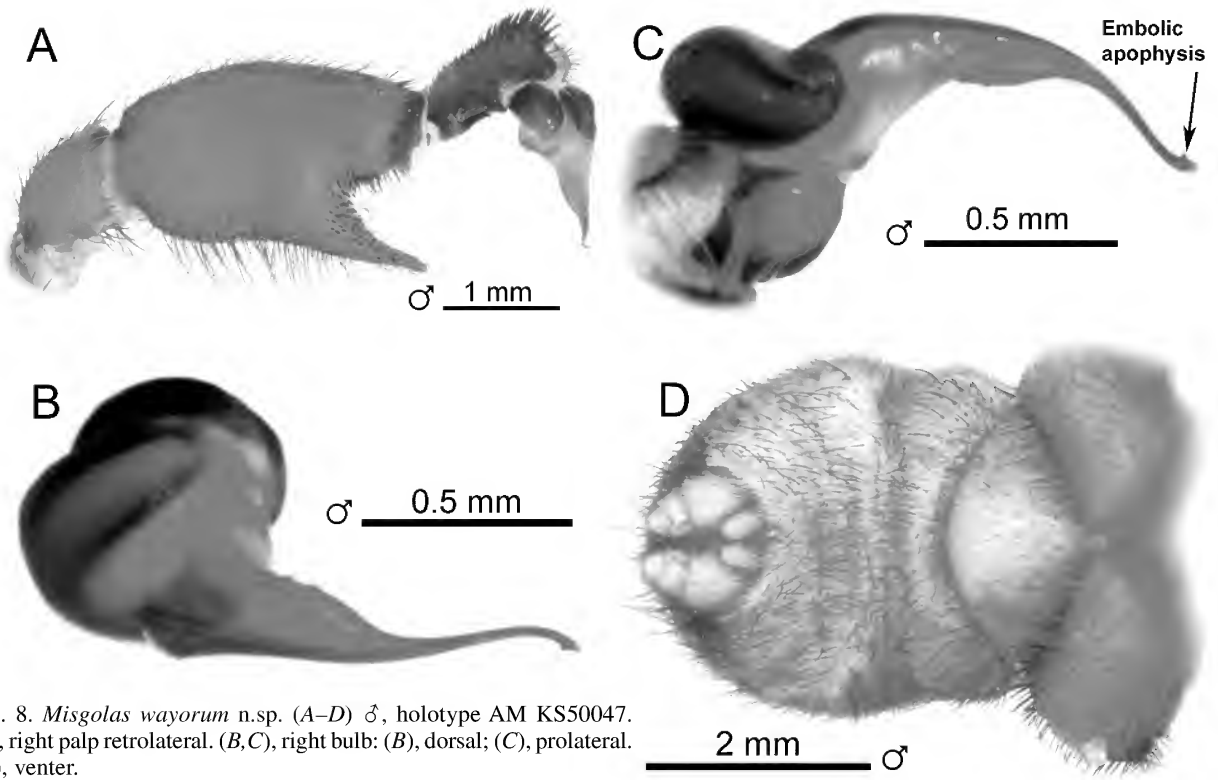 A
♂ 1 mm
C
Embolic
apophysis
♂ 0.5 mm
B
♂ 0.5 mm
D
2 mm ♂
. 8. Misgolas wayorum n.sp. (A–D) ♂, holotype AM KS50047.
, right palp retrolateral. (B,C), right bulb: (B), dorsal; (C), prolateral.
, venter.